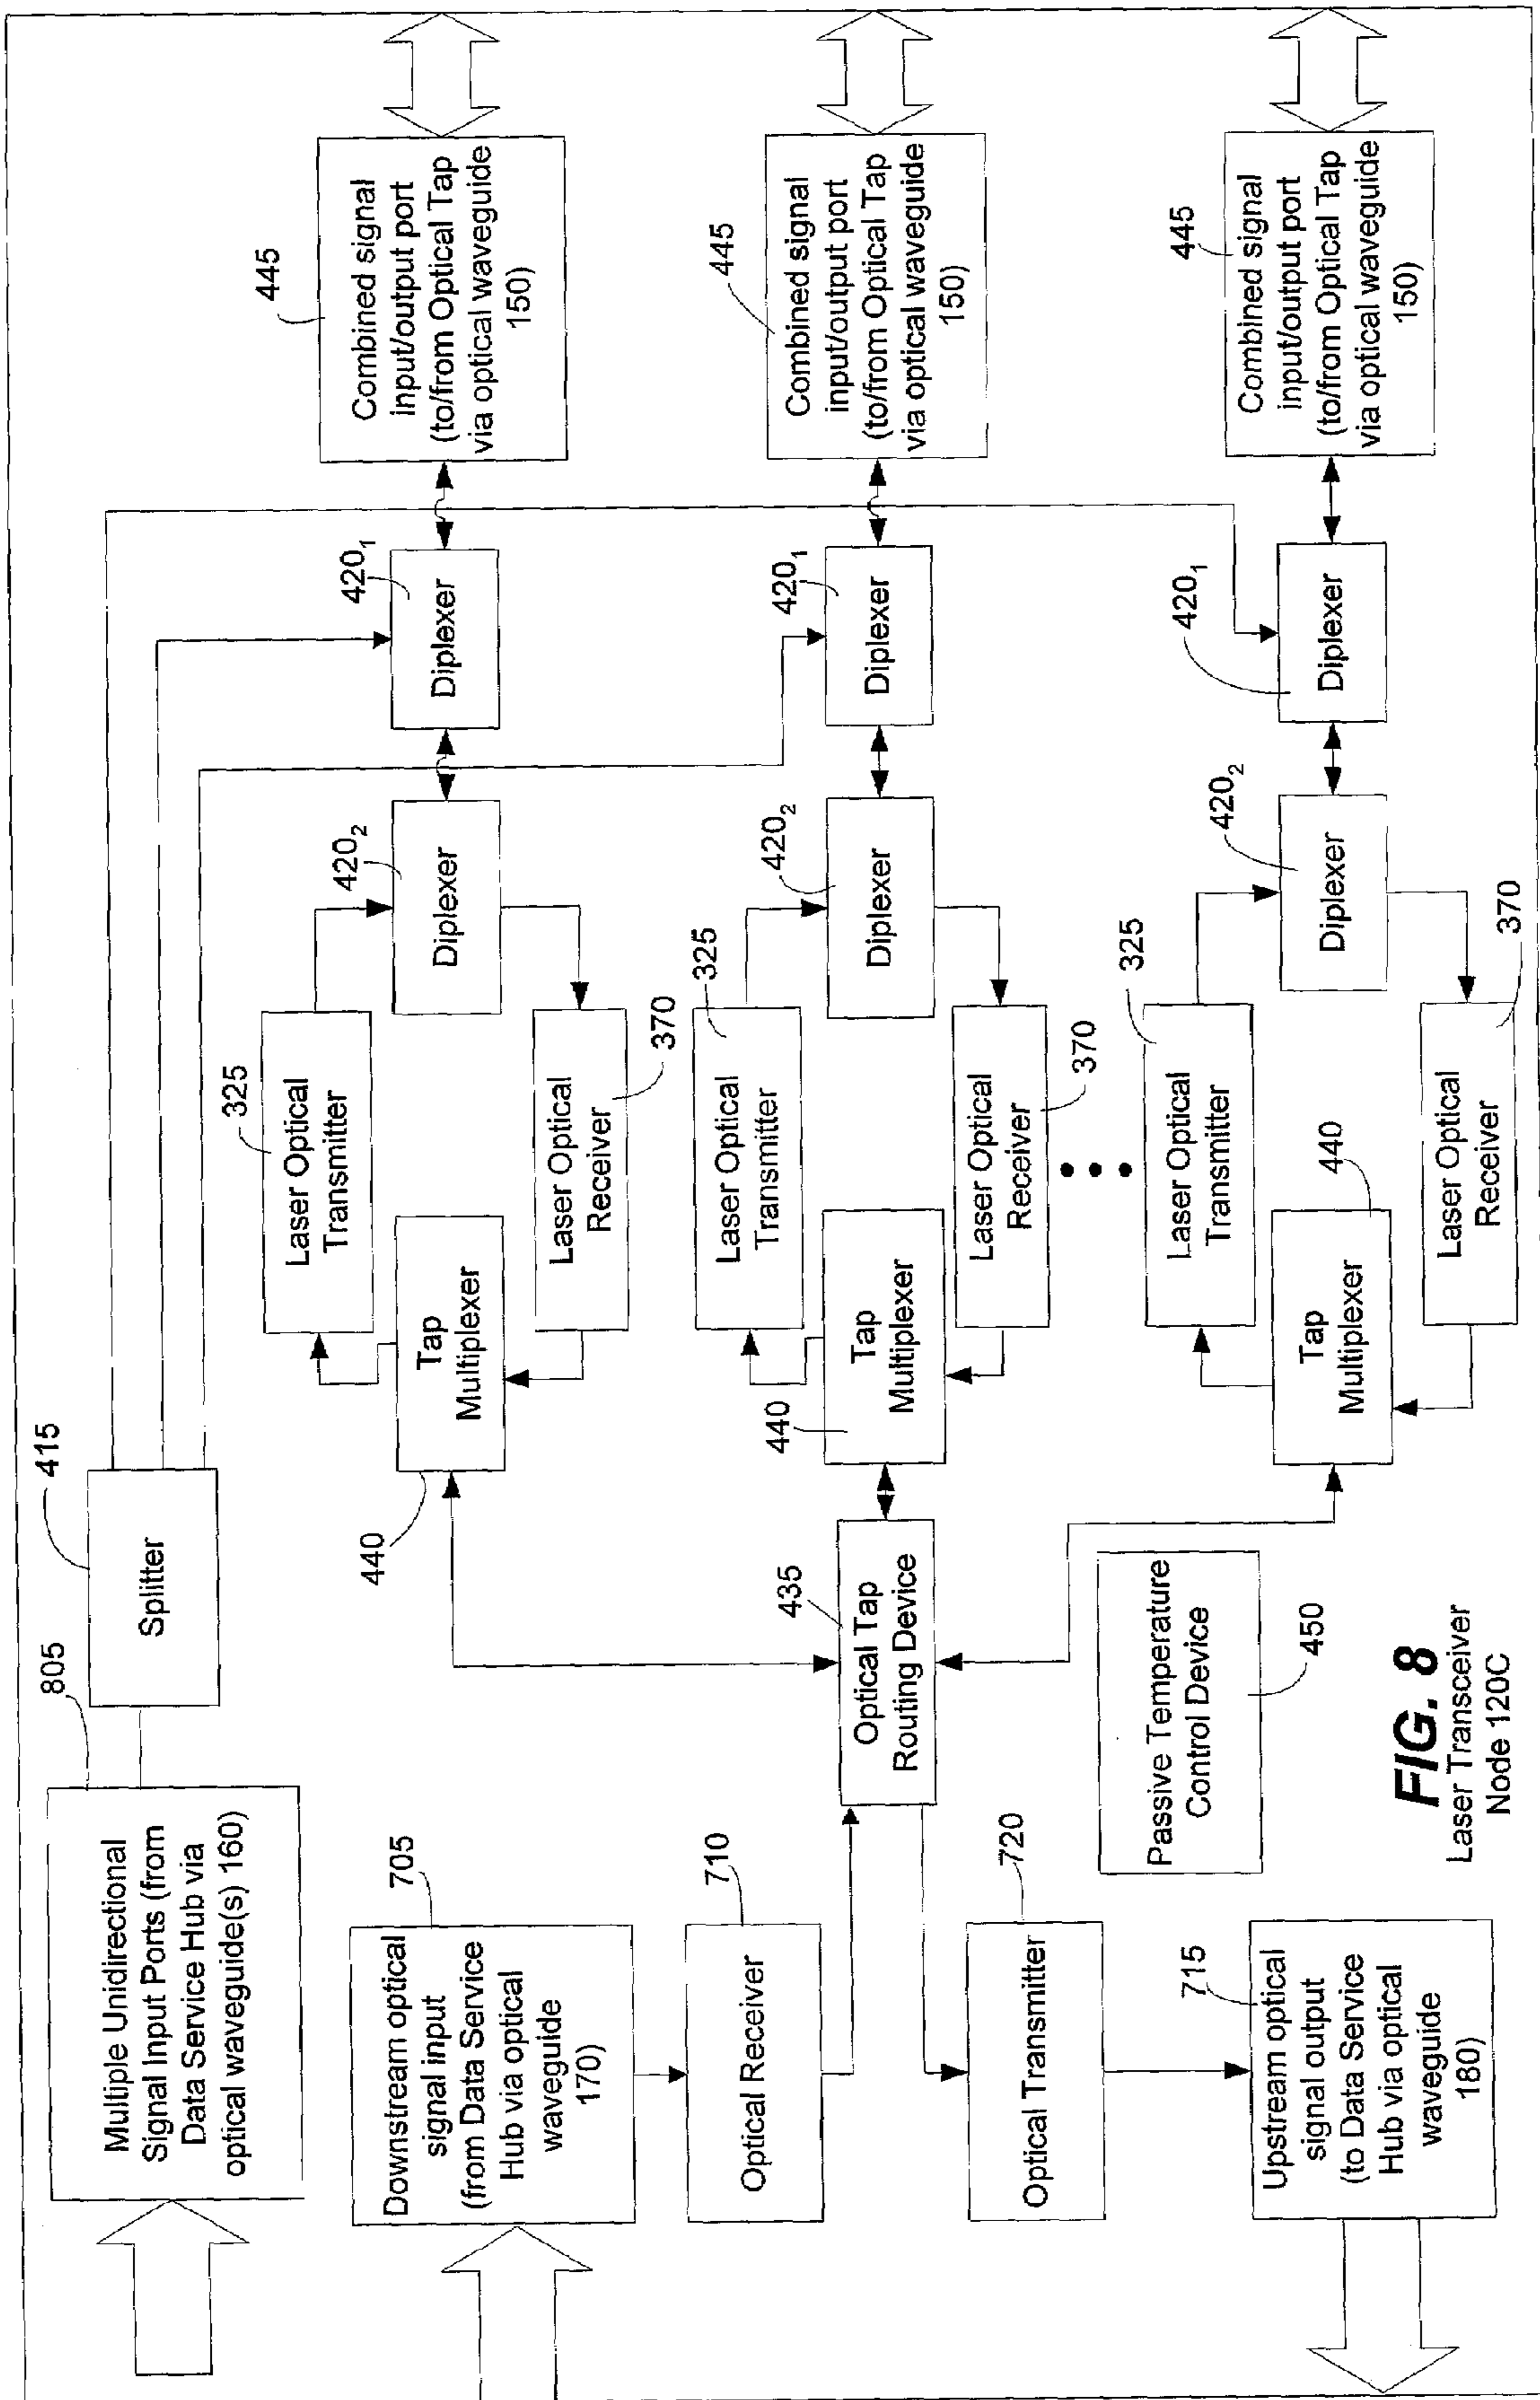 805
Multiple Unidirectional
Signal Input Ports (from
Data Service Hub via
optical waveguide(s) 160)
415
Splitter
705
Downstream optical
signal input
(from Data Service
Hub via optical
waveguide
170)
710
Optical Receiver
720
Optical Transmitter
715
Upstream optical
signal output
(to Data Service
Hub via optical
waveguide
180)
435
Optical Tap
Routing Device
Passive Temperature
Control Device
450
440
Tap
Multiplexer
325
Laser Optical
Transmitter
Laser Optical
Receiver
370
420₂
Diplexer
420₁
Diplexer
445
Combined signal
input/output port
(to/from Optical Tap
via optical waveguide
150)
440
Tap
Multiplexer
325
Laser Optical
Transmitter
Laser Optical
Receiver
370
420₂
Diplexer
420₁
Diplexer
445
Combined signal
input/output port
(to/from Optical Tap
via optical waveguide
150)
440
Tap
Multiplexer
325
Laser Optical
Transmitter
Laser Optical
Receiver
370
420₂
Diplexer
420₁
Diplexer
445
Combined signal
input/output port
(to/from Optical Tap
via optical waveguide
150)
FIG. 8
Laser Transceiver
Node 120C